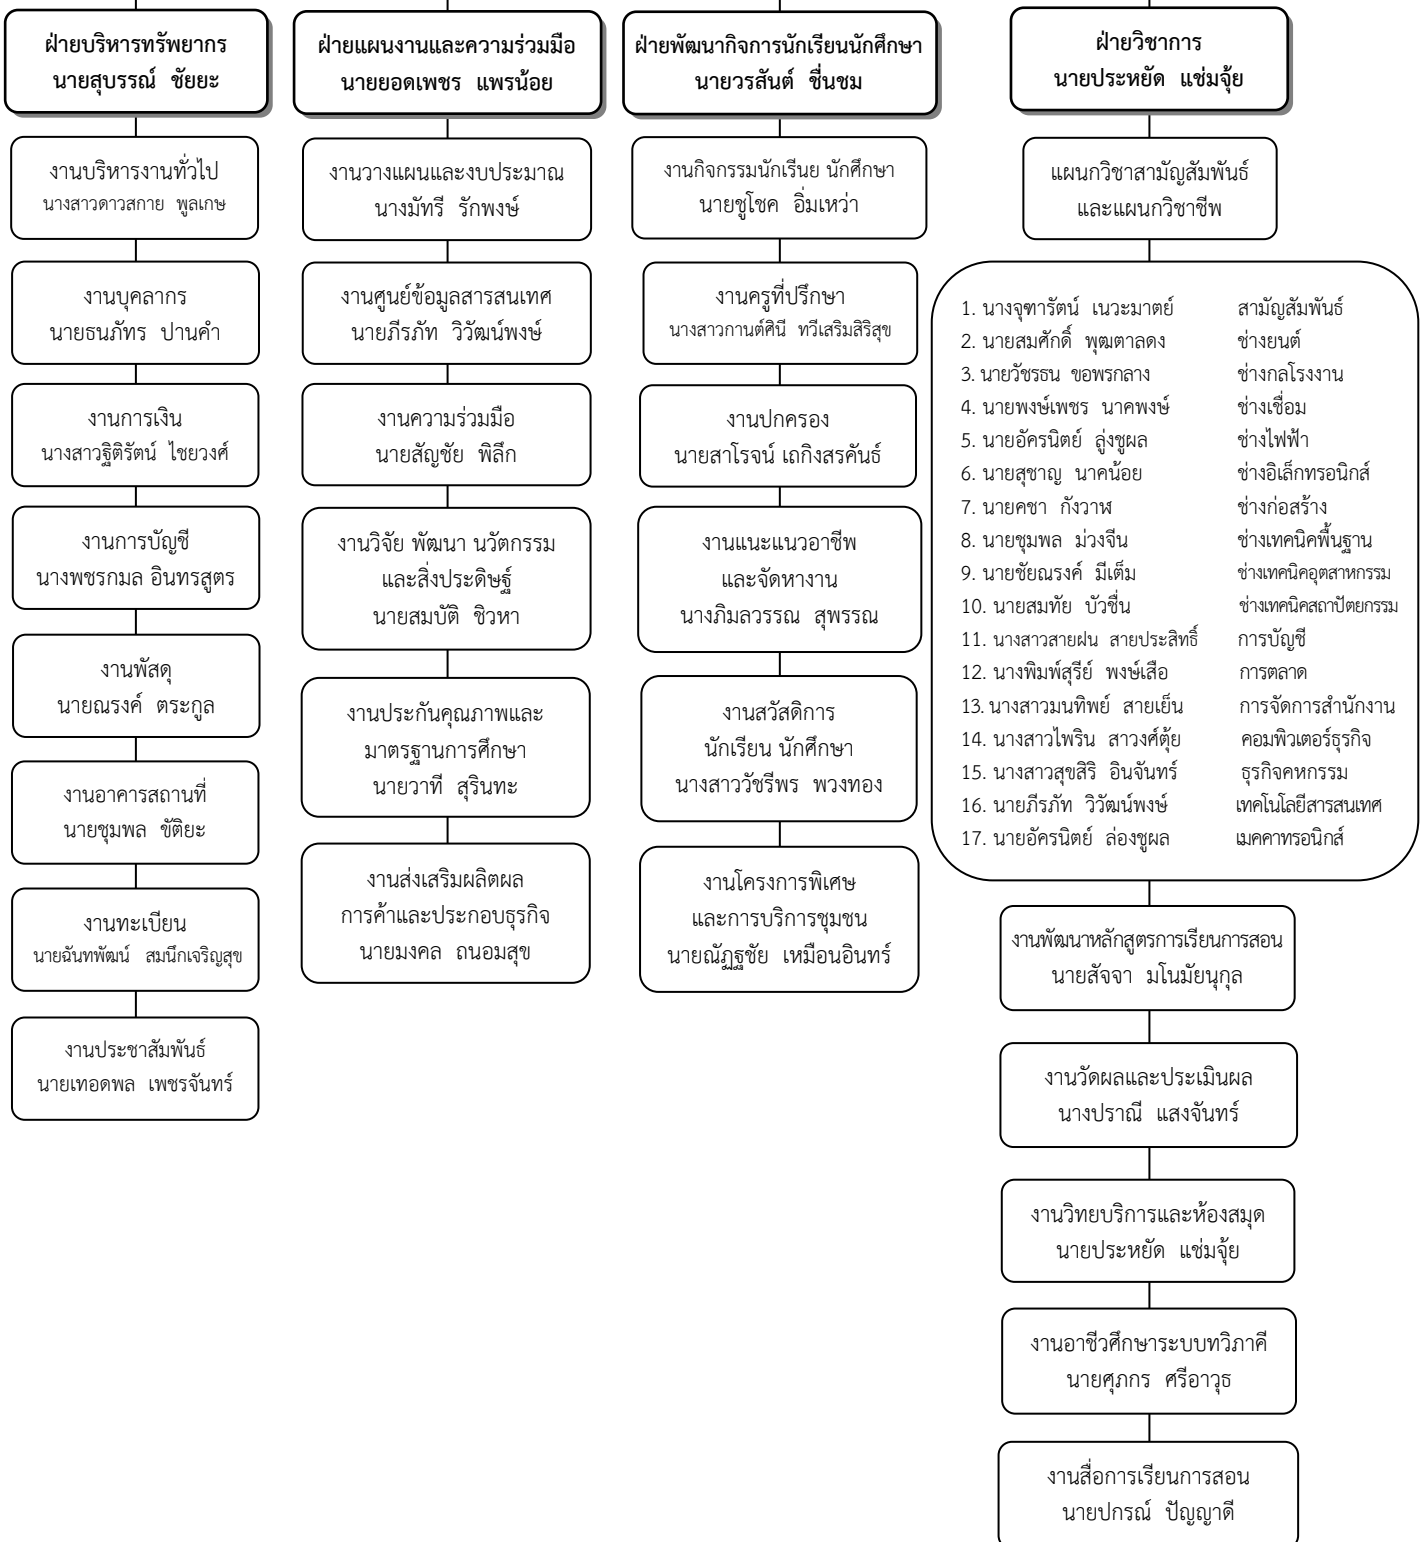 ฝ่ายบริหารทรัพยากร
นายสุบรรณ์ ชัยยะ
งานบริหารงานทั่วไป
นางสาวดาวสกาย พูลเกษ
งานบุคลากร
นายธนภัทร ปานคำ
งานการเงิน
นางสาวฐิติรัตน์ ไชยวงศ์
งานการบัญชี
นางพชรกมล อินทรสูตร
งานพัสดุ
นายณรงค์ ตระกูล
งานอาคารสถานที่
นายชุมพล ขัติยะ
งานทะเบียน
นายฉันทพัฒน์ สมนึกเจริญสุข
งานประชาสัมพันธ์
นายเทอดพล เพชรจันทร์
ฝ่ายแผนงานและความร่วมมือ
นายยอดเพชร แพรน้อย
งานวางแผนและงบประมาณ
นางมัทรี รักพงษ์
งานศูนย์ข้อมูลสารสนเทศ
นายภีรภัท วิวัฒน์พงษ์
งานความร่วมมือ
นายสัญชัย พิลึก
งานวิจัย พัฒนา นวัตกรรม
และสิ่งประดิษฐ์
นายสมบัติ ชิวหา
งานประกันคุณภาพและ
มาตรฐานการศึกษา
นายวาที สุรินทะ
งานส่งเสริมผลิตผล
การค้าและประกอบธุรกิจ
นายมงคล ถนอมสุข
ฝ่ายพัฒนากิจการนักเรียนนักศึกษา
นายวรสันต์ ชื่นชม
งานกิจกรรมนักเรีนย นักศึกษา
นายชูโชค อิ่มเหว่า
งานครูที่ปรึกษา
นางสาวกานต์ศินี ทวีเสริมสิริสุข
งานปกครอง
นายสาโรจน์ เถกิงสรคันธ์
งานแนะแนวอาชีพ
และจัดหางาน
นางภิมลวรรณ สุพรรณ
งานสวัสดิการ
นักเรียน นักศึกษา
นางสาววัชรีพร พวงทอง
งานโครงการพิเศษ
และการบริการชุมชน
นายณัฏฐชัย เหมือนอินทร์
ฝ่ายวิชาการ
นายประหยัด แช่มจุ้ย
แผนกวิชาสามัญสัมพันธ์
และแผนกวิชาชีพ
1. นางจุฑารัตน์ เนวะมาตย์ สามัญสัมพันธ์
2. นายสมศักดิ์ พุฒตาลดง ช่างยนต์
3. นายวัชรธน ขอพรกลาง ช่างกลโรงงาน
4. นายพงษ์เพชร นาคพงษ์ ช่างเชื่อม
5. นายอัครนิตย์ ลู่งชูผล ช่างไฟฟ้า
6. นายสุชาญ นาคน้อย ช่างอิเล็กทรอนิกส์
7. นายคชา กังวาฬ ช่างก่อสร้าง
8. นายชุมพล ม่วงจีน ช่างเทคนิคพื้นฐาน
9. นายชัยณรงค์ มีเต็ม ช่างเทคนิคอุตสาหกรรม
10. นายสมทัย บัวชื่น ช่างเทคนิคสถาปัตยกรรม
11. นางสาวสายฝน สายประสิทธิ์ การบัญชี
12. นางพิมพ์สุรีย์ พงษ์เสือ การตลาด
13. นางสาวมนทิพย์ สายเย็น การจัดการสำนักงาน
14. นางสาวไพริน สาวงศ์ตุ้ย คอมพิวเตอร์ธุรกิจ
15. นางสาวสุขสิริ อินจันทร์ ธุรกิจคหกรรม
16. นายภีรภัท วิวัฒน์พงษ์ เทคโนโลยีสารสนเทศ
17. นายอัครนิตย์ ล่องชูผล เมคคาทรอนิกส์
งานพัฒนาหลักสูตรการเรียนการสอน
นายสัจจา มโนมัยนุกุล
งานวัดผลและประเมินผล
นางปราณี แสงจันทร์
งานวิทยบริการและห้องสมุด
นายประหยัด แช่มจุ้ย
งานอาชีวศึกษาระบบทวิภาคี
นายศุภกร ศรีอาวุธ
งานสื่อการเรียนการสอน
นายปกรณ์ ปัญญาดี